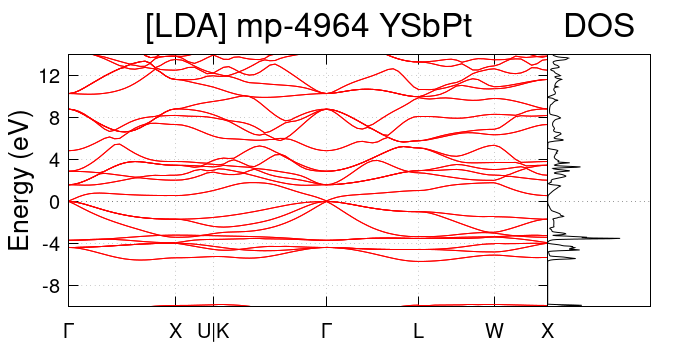 [LDA] mp-4964 YSbPt DOS
Energy (eV)
12
8
4
0
-4
-8
Γ X U|K Γ L W X